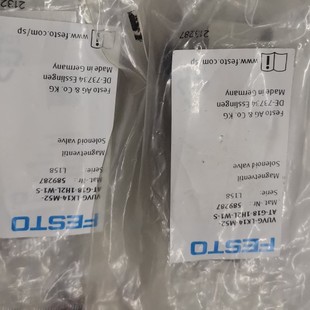 FESTO
VUVG-LK14-M52-
AT-G18-1H2L-W1-S
Mat.-Nr. 589287
Serie L158
Magnetventil
Solenoid valve
Festo AG & Co. KG
DE-73734 Esslingen
Made in Germany
www.festo.com/sp
FESTO
VUVG-LK14-M52-
AT-G18-1H2L-W1-S
Mat.-Nr. 589287
Serie L158
Magnetventil
Solenoid valve
Festo AG & Co. KG
DE-73734 Esslingen
Made in Germany
www.festo.com/sp